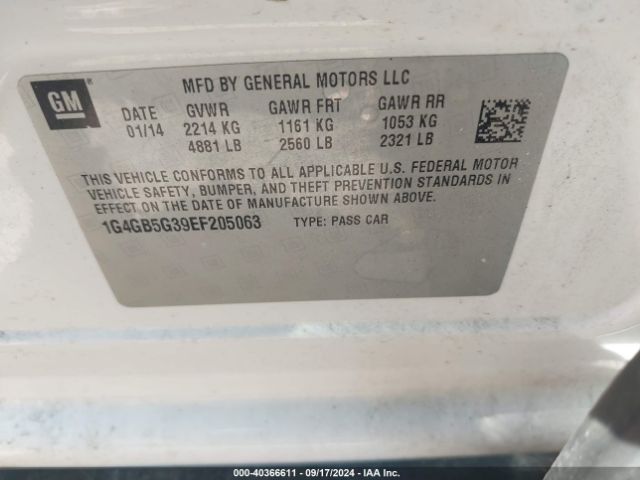 GM
MFD BY GENERAL MOTORS LLC
DATE GVWR GAWR FRT GAWR RR
01/14 2214 KG 1161 KG 1053 KG
4881 LB 2560 LB 2321 LB
THIS VEHICLE CONFORMS TO ALL APPLICABLE U.S. FEDERAL MOTOR
VEHICLE SAFETY, BUMPER, AND THEFT PREVENTION STANDARDS IN
EFFECT ON THE DATE OF MANUFACTURE SHOWN ABOVE.
1G4GB5G39EF205063 TYPE: PASS CAR
000-40366611 - 09/17/2024 - IAA Inc.